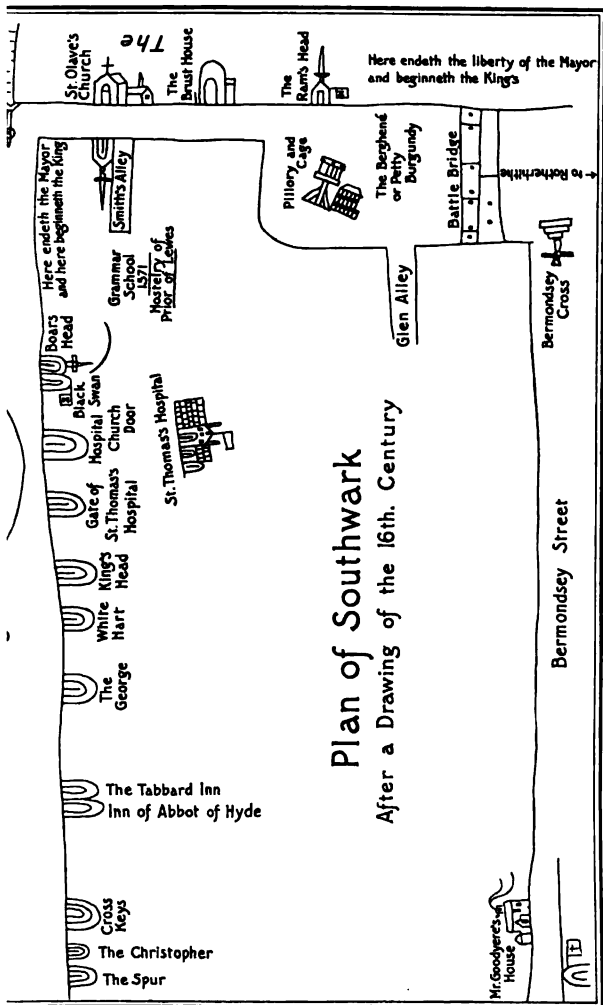 The
St. Olave's
Church
The
Brust House
The
Ram's Head
Here endeth the liberty of the Mayor
and beginneth the King's
Here endeth the Mayor
and here beginneth the King
Smith's Alley
Grammar
School
1571
Hostelry of
Prior of Lewes
Pillory and
Cage
The Berghené
or Petty
Burgundy
Battle Bridge
to Rotherhithe
Glen Alley
Bermondsey
Cross
Boars
Head
Black
Swan
Hospital
Church
Door
St. Thomas's Hospital
Gate of
St. Thomas's
Hospital
King's
Head
White
Hart
The
George
Plan of Southwark
After a Drawing of the 16th. Century
Bermondsey Street
The Tabbard Inn
Inn of Abbot of Hyde
Cross
Keys
The Christopher
The Spur
Mr. Goodyere's
House